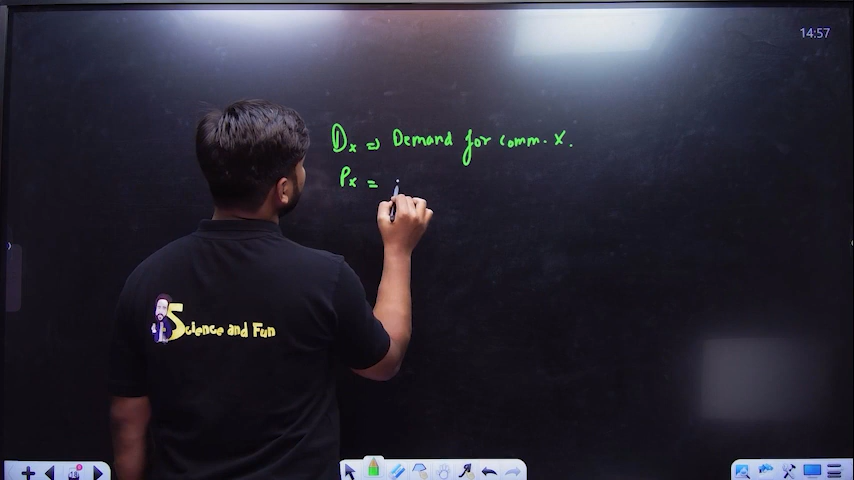 14:57
Dx => Demand for comm. X.
Px =
Science and Fun